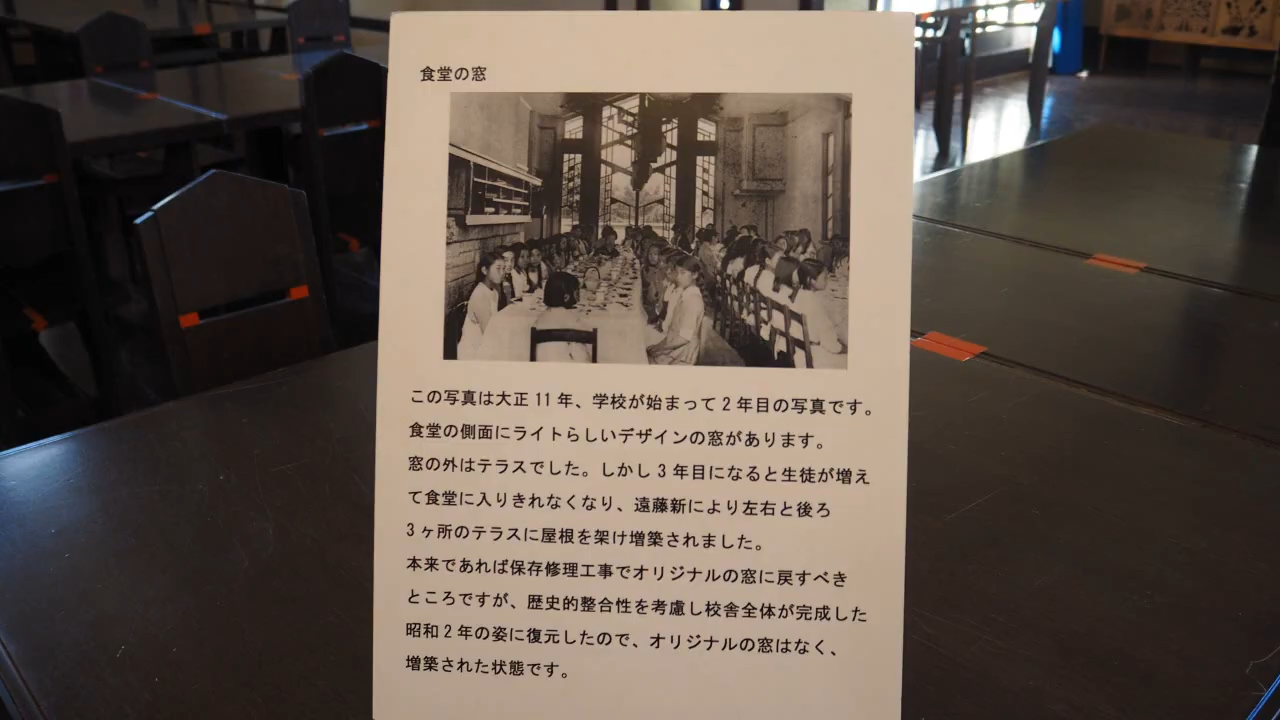 食堂の窓
この写真は大正11年、学校が始まって2年目の写真です。
食堂の側面にライトらしいデザインの窓があります。
窓の外はテラスでした。しかし3年目になると生徒が増え
て食堂に入りきれなくなり、遠藤新により左右と後ろ
3ヶ所のテラスに屋根を架け増築されました。
本来であれば保存修理工事でオリジナルの窓に戻すべき
ところですが、歴史的整合性を考慮し校舎全体が完成した
昭和2年の姿に復元したので、オリジナルの窓はなく、
増築された状態です。